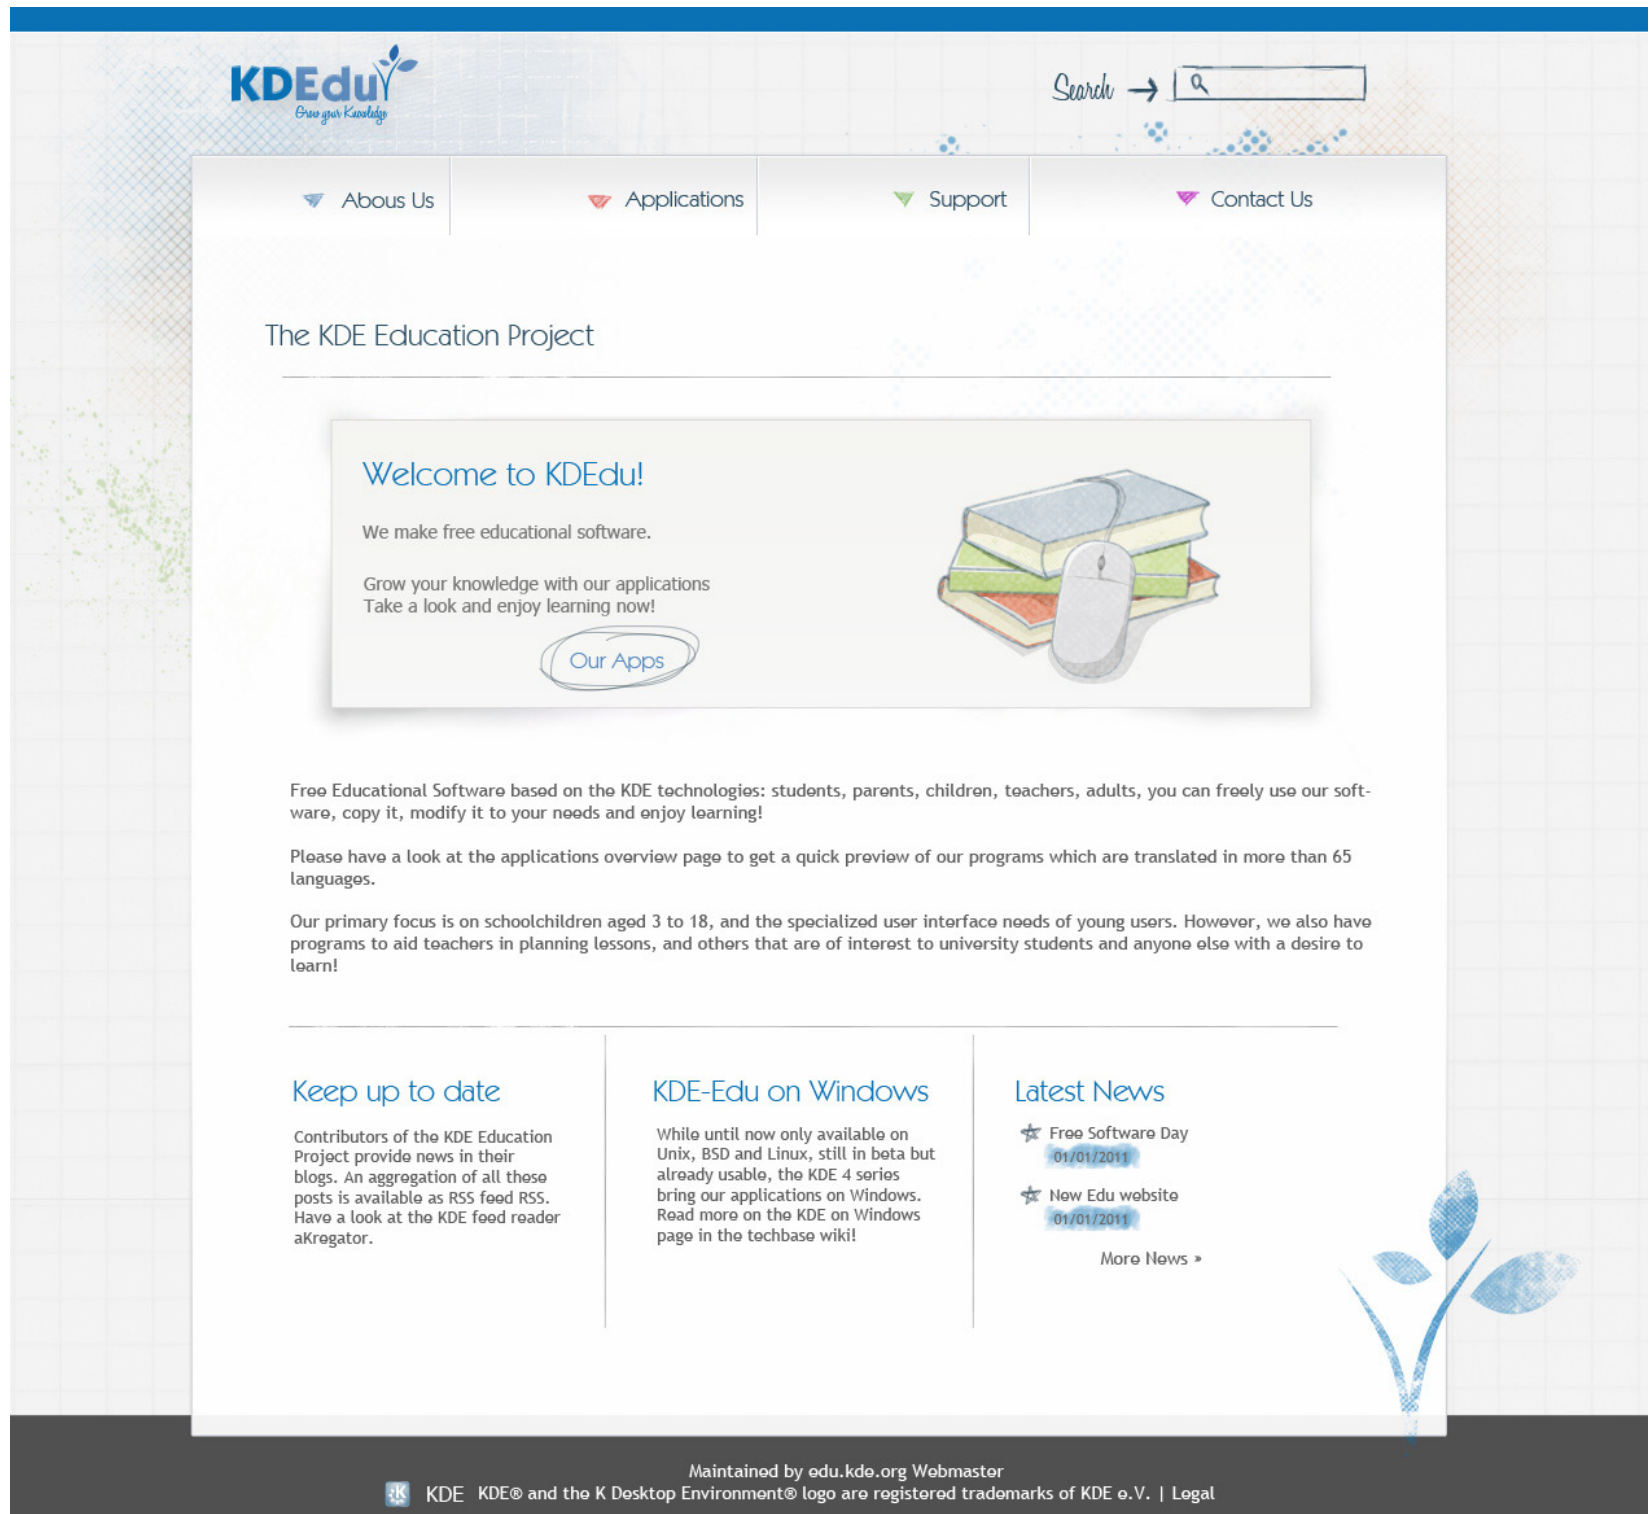 KDEdu
Grow your Knowledge
Search
Abous Us
Applications
Support
Contact Us
The KDE Education Project
Welcome to KDEdu!
We make free educational software.
Grow your knowledge with our applications
Take a look and enjoy learning now!
Our Apps
Free Educational Software based on the KDE technologies: students, parents, children, teachers, adults, you can freely use our soft-
ware, copy it, modify it to your needs and enjoy learning!
Please have a look at the applications overview page to get a quick preview of our programs which are translated in more than 65
languages.
Our primary focus is on schoolchildren aged 3 to 18, and the specialized user interface needs of young users. However, we also have
programs to aid teachers in planning lessons, and others that are of interest to university students and anyone else with a desire to
learn!
Keep up to date
Contributors of the KDE Education
Project provide news in their
blogs. An aggregation of all these
posts is available as RSS feed RSS.
Have a look at the KDE feed reader
aKregator.
KDE-Edu on Windows
While until now only available on
Unix, BSD and Linux, still in beta but
already usable, the KDE 4 series
bring our applications on Windows.
Read more on the KDE on Windows
page in the techbase wiki!
Latest News
Free Software Day
01/01/2011
New Edu website
01/01/2011
More News »
Maintained by edu.kde.org Webmaster
KDE KDE® and the K Desktop Environment® logo are registered trademarks of KDE e.V. | Legal